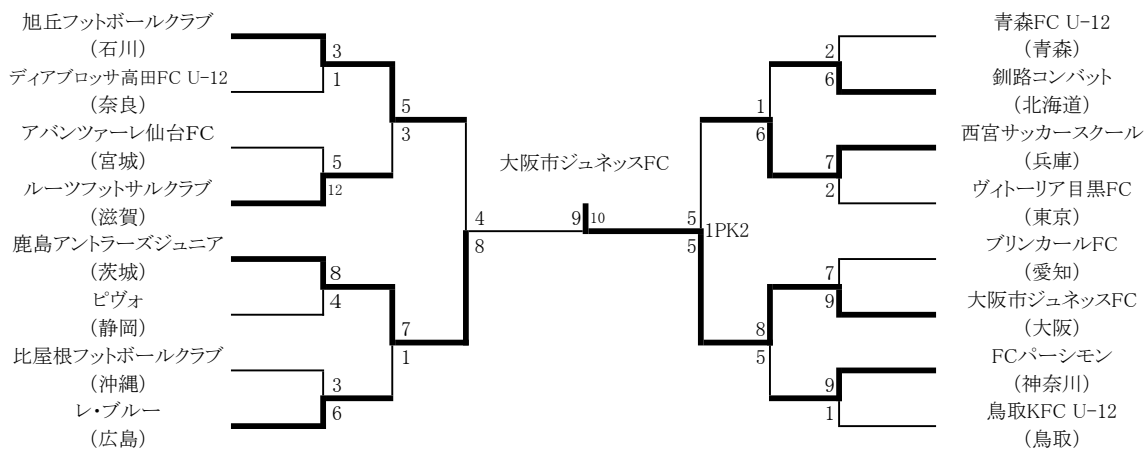 旭丘フットボールクラブ
(石川)
3
ディアブロッサ高田FC U-12
(奈良)
1
5
アバンツァーレ仙台FC
(宮城)
3
5
ルーツフットサルクラブ
(滋賀)
12
4
鹿島アントラーズジュニア
(茨城)
8
8
ピヴォ
(静岡)
4
7
比屋根フットボールクラブ
(沖縄)
1
3
レ・ブルー
(広島)
6
大阪市ジュネッスFC
9
10
青森FC U-12
(青森)
2
釧路コンバット
(北海道)
6
1
西宮サッカースクール
(兵庫)
6
7
ヴィトーリア目黒FC
(東京)
2
5
1PK2
5
ブリンカールFC
(愛知)
7
大阪市ジュネッスFC
(大阪)
9
8
FCパーシモン
(神奈川)
5
9
鳥取KFC U-12
(鳥取)
1